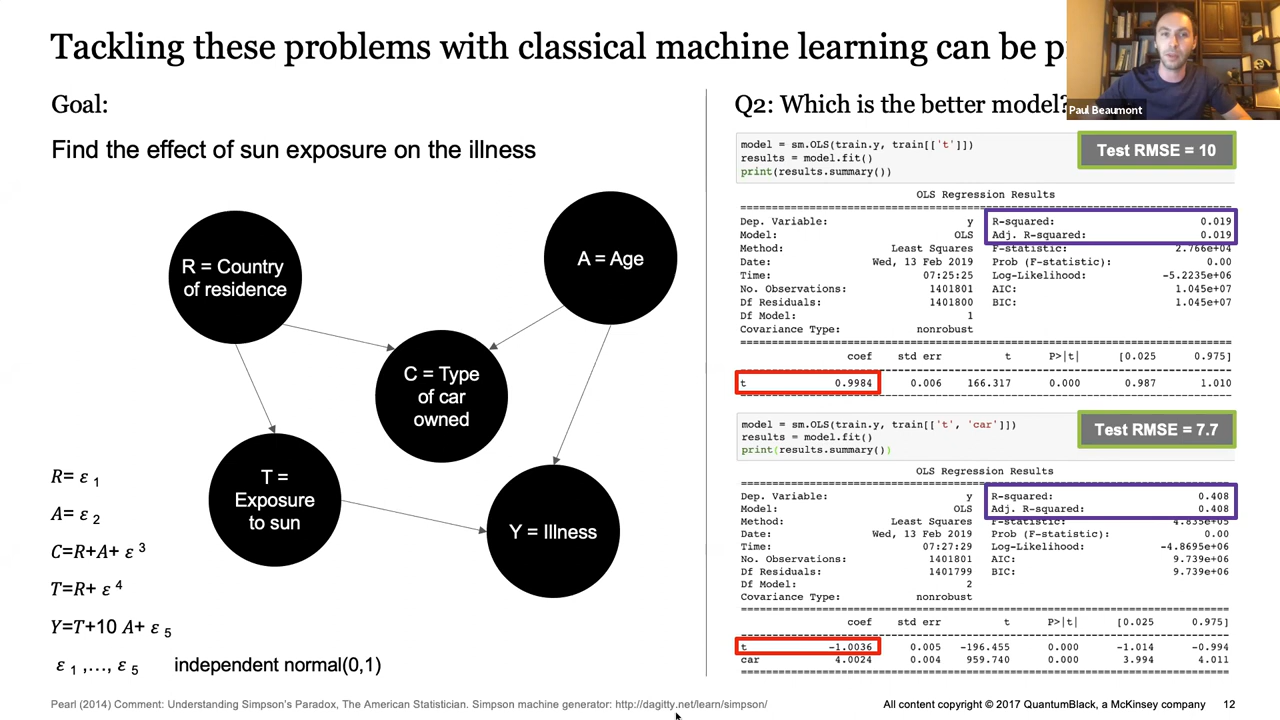 Tackling these problems with classical machine learning can be
Paul Beaumont
Goal:
Find the effect of sun exposure on the illness
R = Country
of residence
A = Age
C = Type
of car
owned
T =
Exposure
to sun
Y = Illness
R= ε 1
A= ε 2
C=R+A+ ε 3
T=R+ ε 4
Y=T+10 A+ ε 5
ε 1 ,…, ε 5 independent normal(0,1)
Q2: Which is the better model?
model = sm.OLS(train.y, train[['t']])
results = model.fit()
print(results.summary())
Test RMSE = 10
OLS Regression Results
Dep. Variable: y R-squared: 0.019
Model: OLS Adj. R-squared: 0.019
Method: Least Squares F-statistic: 2.766e+04
Date: Wed, 13 Feb 2019 Prob (F-statistic): 0.00
Time: 07:25:25 Log-Likelihood: -5.2235e+06
No. Observations: 1401801 AIC: 1.045e+07
Df Residuals: 1401800 BIC: 1.045e+07
Df Model: 1
Covariance Type: nonrobust
coef std err t P>|t| [0.025 0.975]
t 0.9984 0.006 166.317 0.000 0.987 1.010
model = sm.OLS(train.y, train[['t', 'car']])
results = model.fit()
print(results.summary())
Test RMSE = 7.7
OLS Regression Results
Dep. Variable: y R-squared: 0.408
Model: OLS Adj. R-squared: 0.408
Method: Least Squares F-statistic: 4.835e+05
Date: Wed, 13 Feb 2019 Prob (F-statistic): 0.00
Time: 07:27:29 Log-Likelihood: -4.8695e+06
No. Observations: 1401801 AIC: 9.739e+06
Df Residuals: 1401799 BIC: 9.739e+06
Df Model: 2
Covariance Type: nonrobust
coef std err t P>|t| [0.025 0.975]
t -1.0036 0.005 -196.455 0.000 -1.014 -0.994
car 4.0024 0.004 959.740 0.000 3.994 4.011
Pearl (2014) Comment: Understanding Simpson's Paradox, The American Statistician. Simpson machine generator: http://dagitty.net/learn/simpson/
All content copyright © 2017 QuantumBlack, a McKinsey company 12